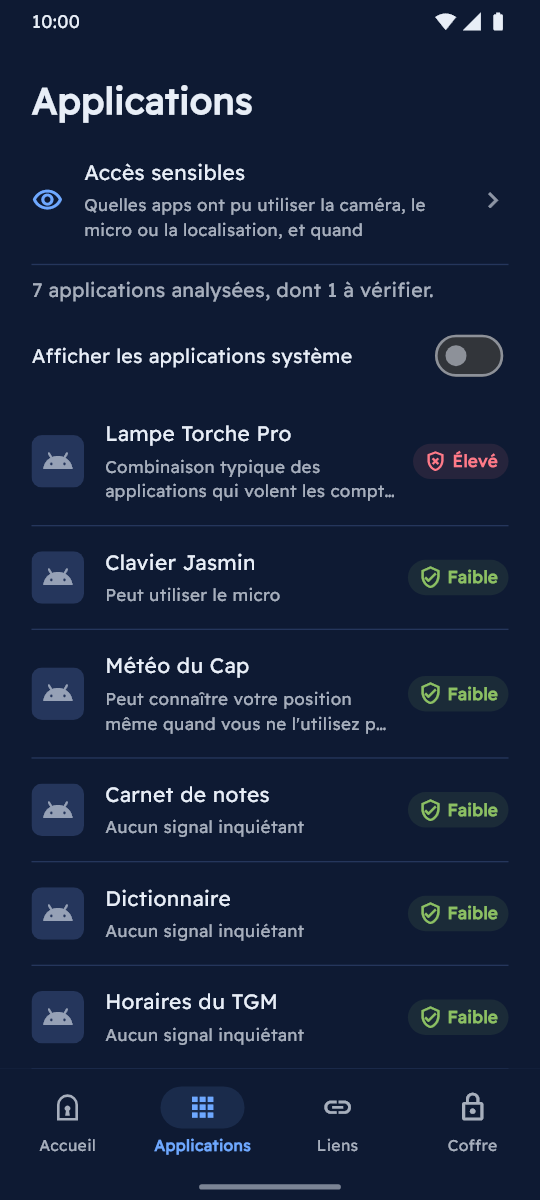 10:00
Applications
Accès sensibles
Quelles apps ont pu utiliser la caméra, le
micro ou la localisation, et quand
7 applications analysées, dont 1 à vérifier.
Afficher les applications système
Lampe Torche Pro
Combinaison typique des
applications qui volent les compt…
Élevé
Clavier Jasmin
Peut utiliser le micro
Faible
Météo du Cap
Peut connaître votre position
même quand vous ne l'utilisez p…
Faible
Carnet de notes
Aucun signal inquiétant
Faible
Dictionnaire
Aucun signal inquiétant
Faible
Horaires du TGM
Aucun signal inquiétant
Faible
Accueil
Applications
Liens
Coffre